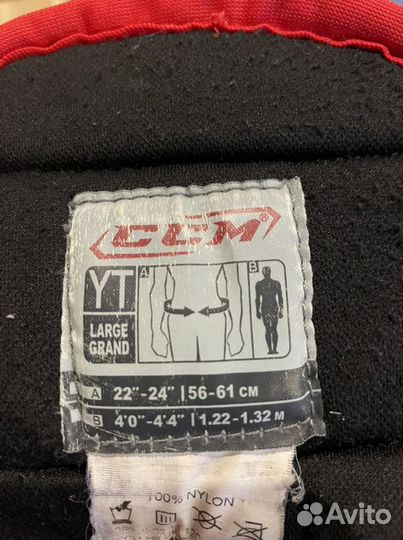 CCM®
YT
LARGE
GRAND
A
B
A 22"-24" | 56-61 CM
B 4'0"-4'4" | 1.22-1.32 M
100% NYLON
Avito